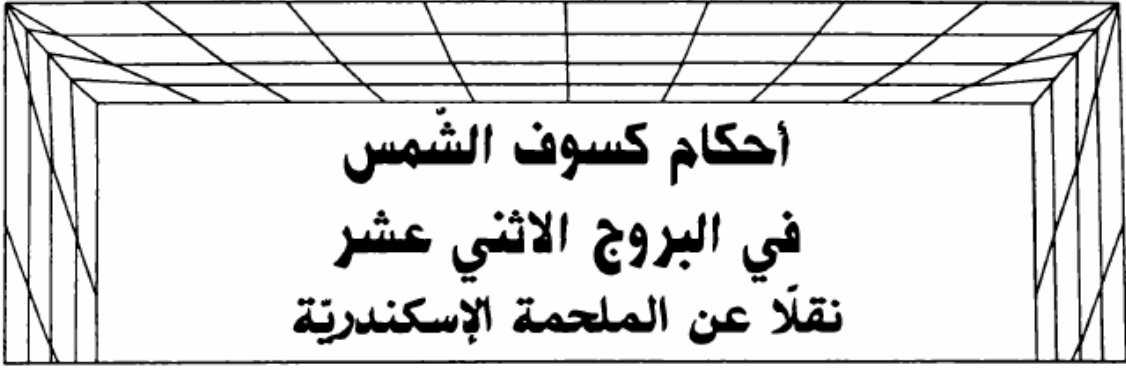 أحكام كسوف الشّمس
في البروج الاثني عشر
نقلًا عن الملحمة الإسكندريّة